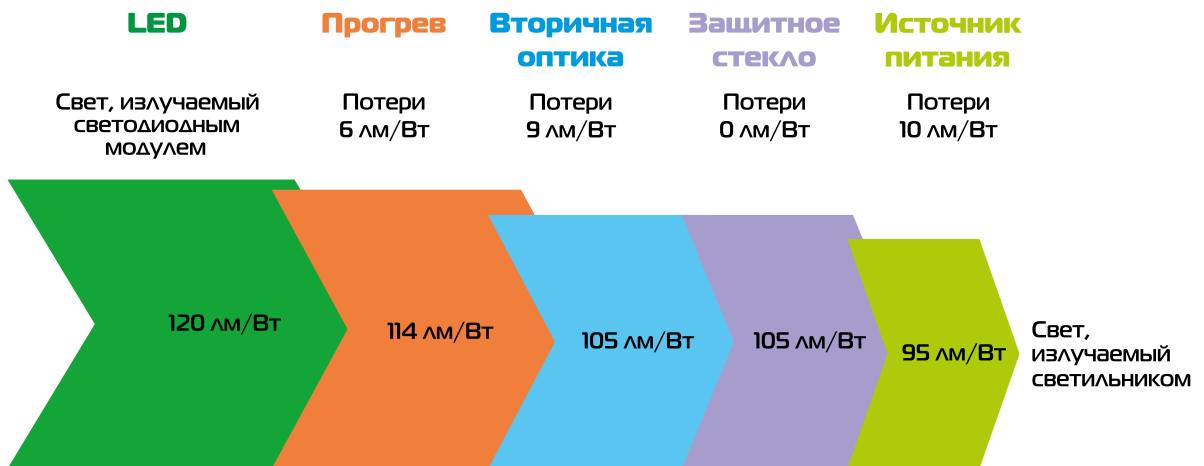 LED
Прогрев
Вторичная
оптика
Защитное
стекло
Источник
питания
Свет, излучаемый
светодиодным
модулем
Потери
6 лм/Вт
Потери
9 лм/Вт
Потери
0 лм/Вт
Потери
10 лм/Вт
120 лм/Вт
114 лм/Вт
105 лм/Вт
105 лм/Вт
95 лм/Вт
Свет,
излучаемый
светильником